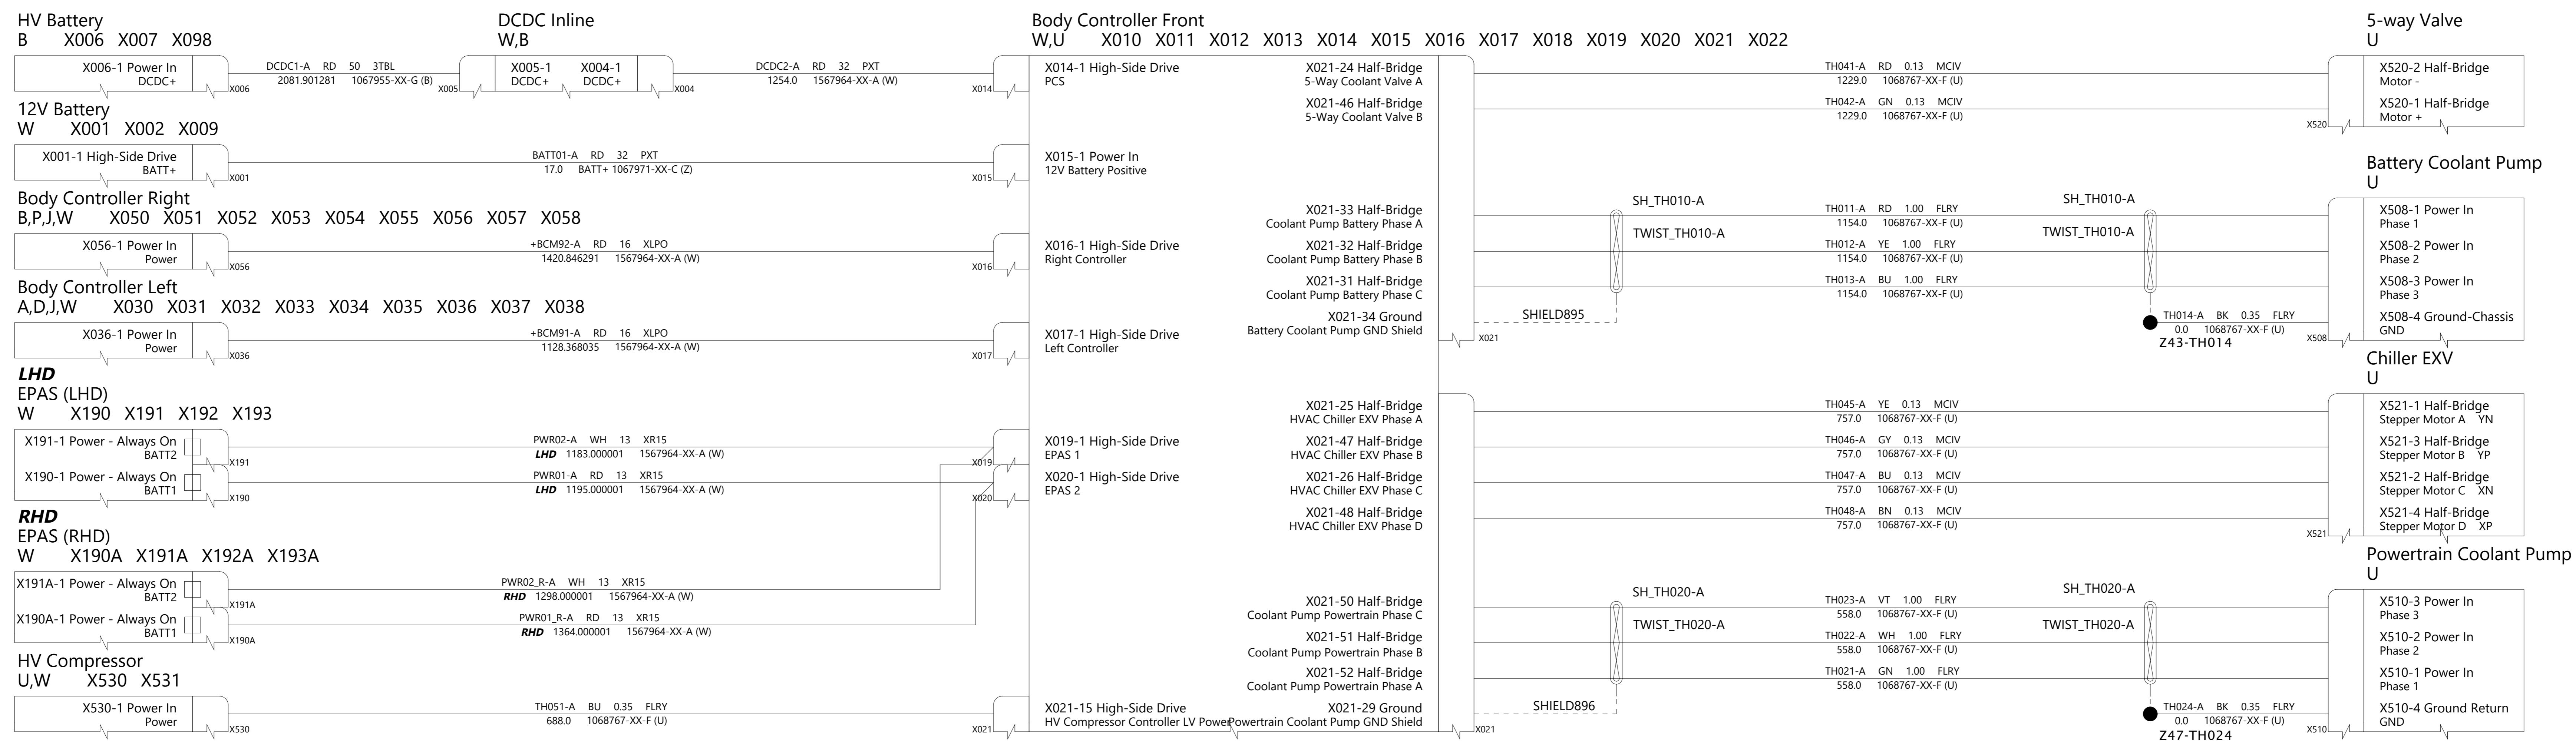 HV Battery
B X006 X007 X098
X006-1 Power In
DCDC+
X006
DCDC1-A RD 50 3TBL
2081.901281 1067955-XX-G (B)
X005
DCDC Inline
W,B
X005-1 X004-1
DCDC+ DCDC+
X004
DCDC2-A RD 32 PXT
1254.0 1567964-XX-A (W)
X014
12V Battery
W X001 X002 X009
X001-1 High-Side Drive
BATT+
X001
BATT01-A RD 32 PXT
17.0 BATT+ 1067971-XX-C (Z)
X015
Body Controller Right
B,P,J,W X050 X051 X052 X053 X054 X055 X056 X057 X058
X056-1 Power In
Power
X056
+BCM92-A RD 16 XLPO
1420.846291 1567964-XX-A (W)
X016
Body Controller Left
A,D,J,W X030 X031 X032 X033 X034 X035 X036 X037 X038
X036-1 Power In
Power
X036
+BCM91-A RD 16 XLPO
1128.368035 1567964-XX-A (W)
X017
LHD
EPAS (LHD)
W X190 X191 X192 X193
X191-1 Power - Always On
BATT2
X191
PWR02-A WH 13 XR15
LHD 1183.000001 1567964-XX-A (W)
X019
X190-1 Power - Always On
BATT1
X190
PWR01-A RD 13 XR15
LHD 1195.000001 1567964-XX-A (W)
X020
RHD
EPAS (RHD)
W X190A X191A X192A X193A
X191A-1 Power - Always On
BATT2
X191A
PWR02_R-A WH 13 XR15
RHD 1298.000001 1567964-XX-A (W)
X190A-1 Power - Always On
BATT1
X190A
PWR01_R-A RD 13 XR15
RHD 1364.000001 1567964-XX-A (W)
HV Compressor
U,W X530 X531
X530-1 Power In
Power
X530
TH051-A BU 0.35 FLRY
688.0 1068767-XX-F (U)
X021
Body Controller Front
W,U X010 X011 X012 X013 X014 X015 X016 X017 X018 X019 X020 X021 X022
X014-1 High-Side Drive
PCS
X015-1 Power In
12V Battery Positive
X016-1 High-Side Drive
Right Controller
X017-1 High-Side Drive
Left Controller
X019-1 High-Side Drive
EPAS 1
X020-1 High-Side Drive
EPAS 2
X021-15 High-Side Drive
HV Compressor Controller LV Power
X021-24 Half-Bridge
5-Way Coolant Valve A
X021-46 Half-Bridge
5-Way Coolant Valve B
X021-33 Half-Bridge
Coolant Pump Battery Phase A
X021-32 Half-Bridge
Coolant Pump Battery Phase B
X021-31 Half-Bridge
Coolant Pump Battery Phase C
X021-34 Ground
Battery Coolant Pump GND Shield
X021
X021-25 Half-Bridge
HVAC Chiller EXV Phase A
X021-47 Half-Bridge
HVAC Chiller EXV Phase B
X021-26 Half-Bridge
HVAC Chiller EXV Phase C
X021-48 Half-Bridge
HVAC Chiller EXV Phase D
X021-50 Half-Bridge
Coolant Pump Powertrain Phase C
X021-51 Half-Bridge
Coolant Pump Powertrain Phase B
X021-52 Half-Bridge
Coolant Pump Powertrain Phase A
X021-29 Ground
Powertrain Coolant Pump GND Shield
X021
TH041-A RD 0.13 MCIV
1229.0 1068767-XX-F (U)
TH042-A GN 0.13 MCIV
1229.0 1068767-XX-F (U)
X520
5-way Valve
U
X520-2 Half-Bridge
Motor -
X520-1 Half-Bridge
Motor +
SH_TH010-A
TWIST_TH010-A
SHIELD895
TH011-A RD 1.00 FLRY
1154.0 1068767-XX-F (U)
TH012-A YE 1.00 FLRY
1154.0 1068767-XX-F (U)
TH013-A BU 1.00 FLRY
1154.0 1068767-XX-F (U)
SH_TH010-A
TWIST_TH010-A
TH014-A BK 0.35 FLRY
0.0 1068767-XX-F (U)
Z43-TH014
X508
Battery Coolant Pump
U
X508-1 Power In
Phase 1
X508-2 Power In
Phase 2
X508-3 Power In
Phase 3
X508-4 Ground-Chassis
GND
TH045-A YE 0.13 MCIV
757.0 1068767-XX-F (U)
TH046-A GY 0.13 MCIV
757.0 1068767-XX-F (U)
TH047-A BU 0.13 MCIV
757.0 1068767-XX-F (U)
TH048-A BN 0.13 MCIV
757.0 1068767-XX-F (U)
X521
Chiller EXV
U
X521-1 Half-Bridge
Stepper Motor A YN
X521-3 Half-Bridge
Stepper Motor B YP
X521-2 Half-Bridge
Stepper Motor C XN
X521-4 Half-Bridge
Stepper Motor D XP
SH_TH020-A
TWIST_TH020-A
SHIELD896
TH023-A VT 1.00 FLRY
558.0 1068767-XX-F (U)
TH022-A WH 1.00 FLRY
558.0 1068767-XX-F (U)
TH021-A GN 1.00 FLRY
558.0 1068767-XX-F (U)
SH_TH020-A
TWIST_TH020-A
TH024-A BK 0.35 FLRY
0.0 1068767-XX-F (U)
Z47-TH024
X510
Powertrain Coolant Pump
U
X510-3 Power In
Phase 3
X510-2 Power In
Phase 2
X510-1 Power In
Phase 1
X510-4 Ground Return
GND